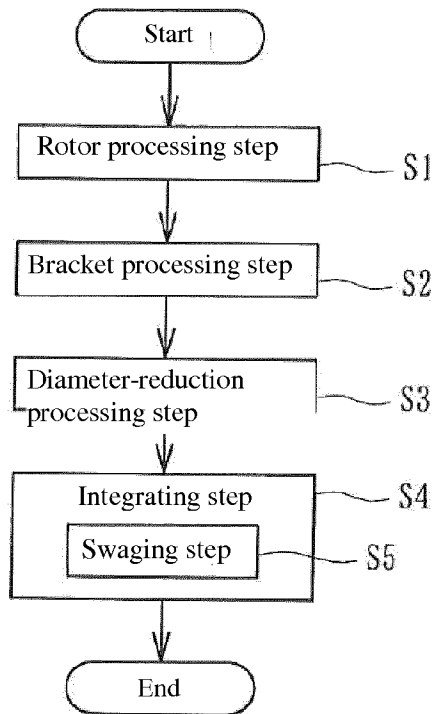 Start
Rotor processing step
S1
Bracket processing step
S2
Diameter-reduction
processing step
S3
Integrating step
S4
Swaging step
S5
End